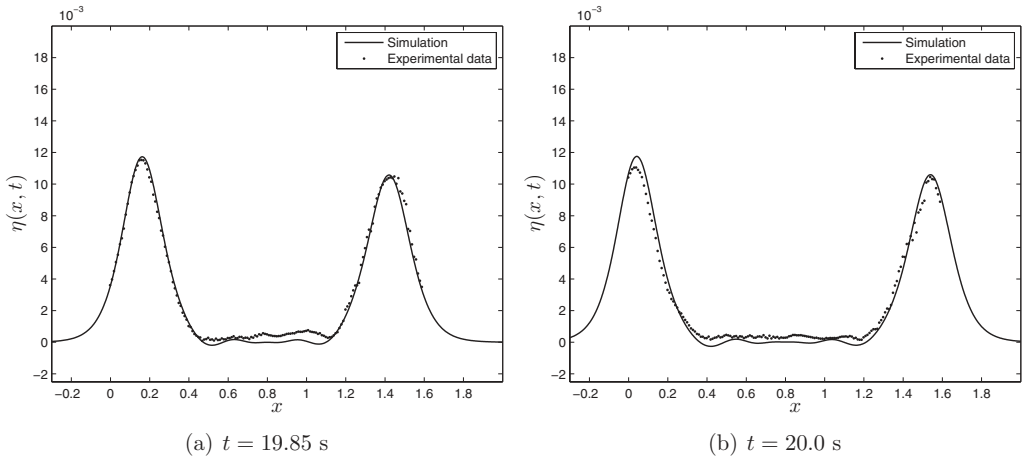 10⁻³
Simulation
Experimental data
18
16
14
12
10
8
6
4
2
0
−2
η(x, t)
−0.2 0 0.2 0.4 0.6 0.8 1 1.2 1.4 1.6 1.8
x
(a) t = 19.85 s
10⁻³
Simulation
Experimental data
18
16
14
12
10
8
6
4
2
0
−2
η(x, t)
−0.2 0 0.2 0.4 0.6 0.8 1 1.2 1.4 1.6 1.8
x
(b) t = 20.0 s